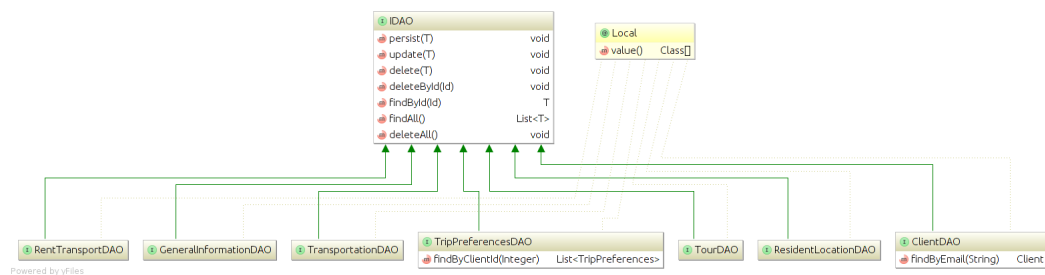 IDAO
persist(T) void
update(T) void
delete(T) void
deleteById(Id) void
findById(Id) T
findAll() List<T>
deleteAll() void
Local
value() Class[]
RentTransportDAO
GeneralInformationDAO
TransportationDAO
TripPreferencesDAO
findByClientId(Integer) List<TripPreferences>
TourDAO
ResidentLocationDAO
ClientDAO
findByEmail(String) Client
Powered by yFiles